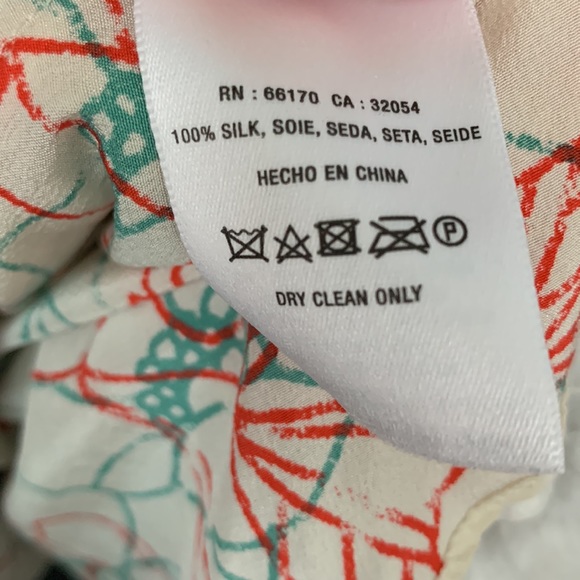 RN : 66170 CA : 32054
100% SILK, SOIE, SEDA, SETA, SEIDE
HECHO EN CHINA
P
DRY CLEAN ONLY